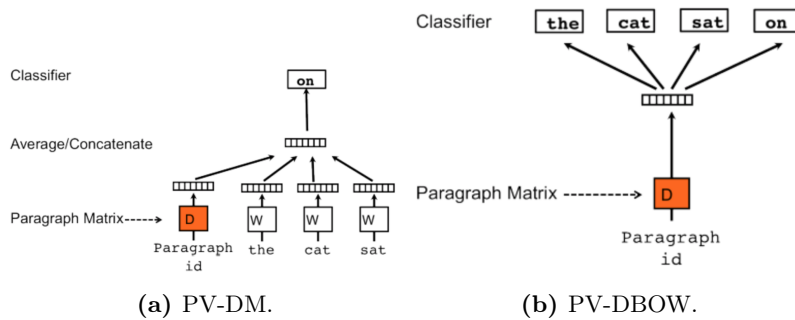 Classifier
on
Average/Concatenate
Paragraph Matrix
D
W
W
W
Paragraph
id
the
cat
sat
(a) PV-DM.
Classifier
the
cat
sat
on
Paragraph Matrix
D
Paragraph
id
(b) PV-DBOW.